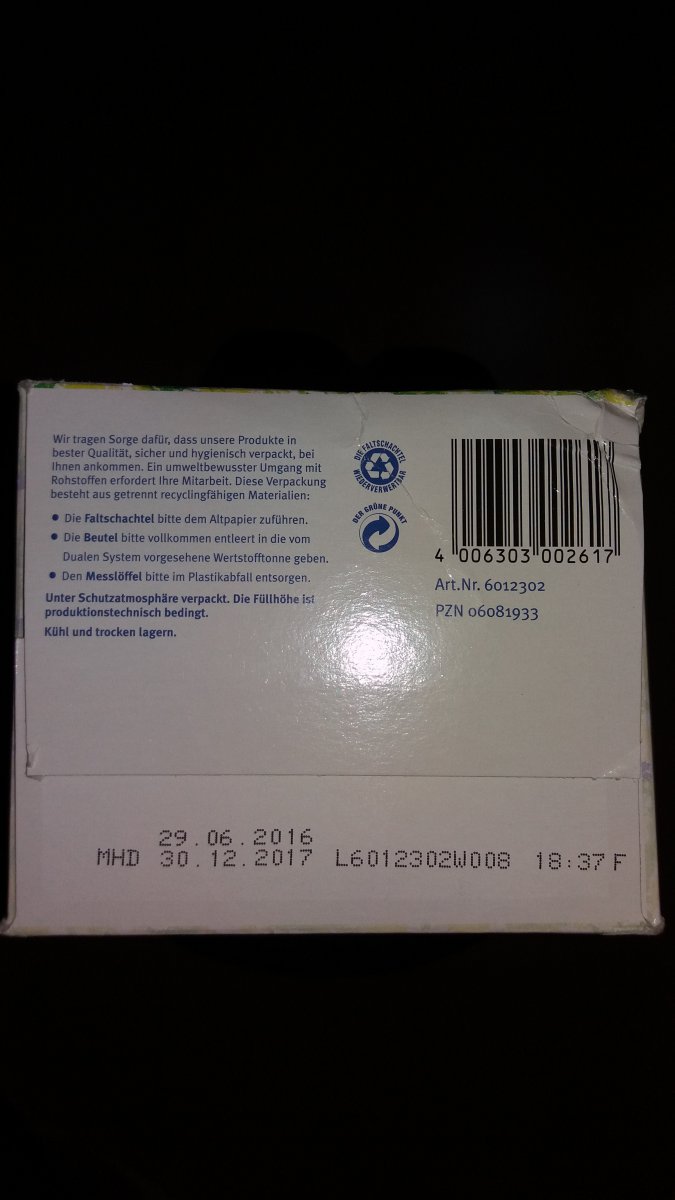 Wir tragen Sorge dafür, dass unsere Produkte in
bester Qualität, sicher und hygienisch verpackt, bei
Ihnen ankommen. Ein umweltbewusster Umgang mit
Rohstoffen erfordert Ihre Mitarbeit. Diese Verpackung
besteht aus getrennt recyclingfähigen Materialien:
• Die Faltschachtel bitte dem Altpapier zuführen.
• Die Beutel bitte vollkommen entleert in die vom
Dualen System vorgesehene Wertstofftonne geben.
• Den Messlöffel bitte im Plastikabfall entsorgen.
Unter Schutzatmosphäre verpackt. Die Füllhöhe ist
produktionstechnisch bedingt.
Kühl und trocken lagern.
DIE FALTSCHACHTEL
WIEDERVERWERTBAR
DER GRÜNE PUNKT
4 006303 002617
Art.Nr. 6012302
PZN 06081933
29.06.2016
MHD 30.12.2017 L6012302W008 18:37 F